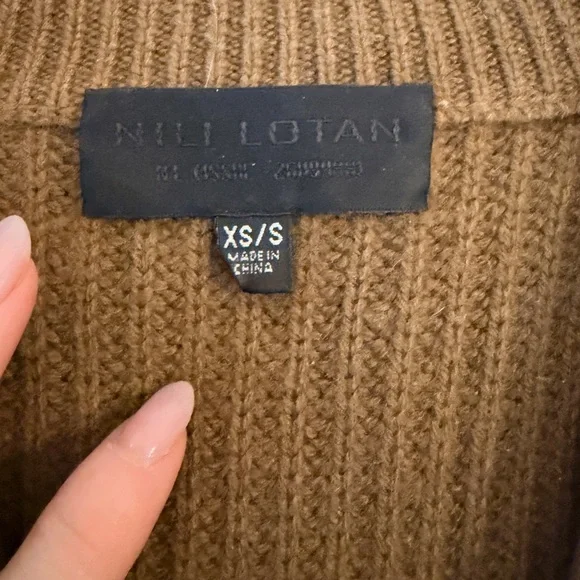 NILI LOTAN
XS/S
MADE IN
CHINA